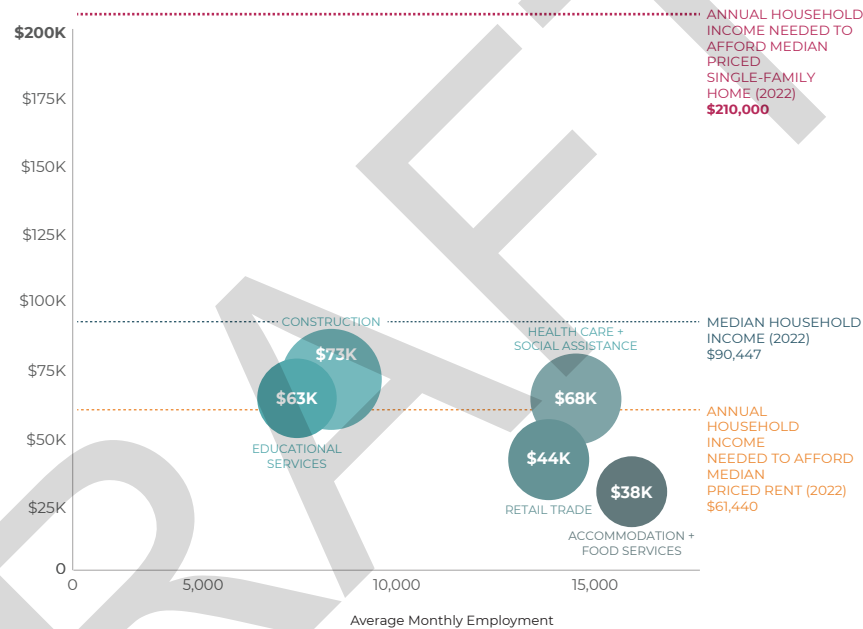 ANNUAL HOUSEHOLD
INCOME NEEDED TO
AFFORD MEDIAN
PRICED
SINGLE-FAMILY
HOME (2022)
$210,000
$200K
$175K
$150K
$125K
$100K
$75K
$50K
$25K
0
CONSTRUCTION
$73K
$63K
EDUCATIONAL
SERVICES
HEALTH CARE +
SOCIAL ASSISTANCE
$68K
$44K
RETAIL TRADE
$38K
ACCOMMODATION +
FOOD SERVICES
MEDIAN HOUSEHOLD
INCOME (2022)
$90,447
ANNUAL
HOUSEHOLD
INCOME
NEEDED TO AFFORD
MEDIAN
PRICED RENT (2022)
$61,440
0
5,000
10,000
15,000
Average Monthly Employment
RAFT